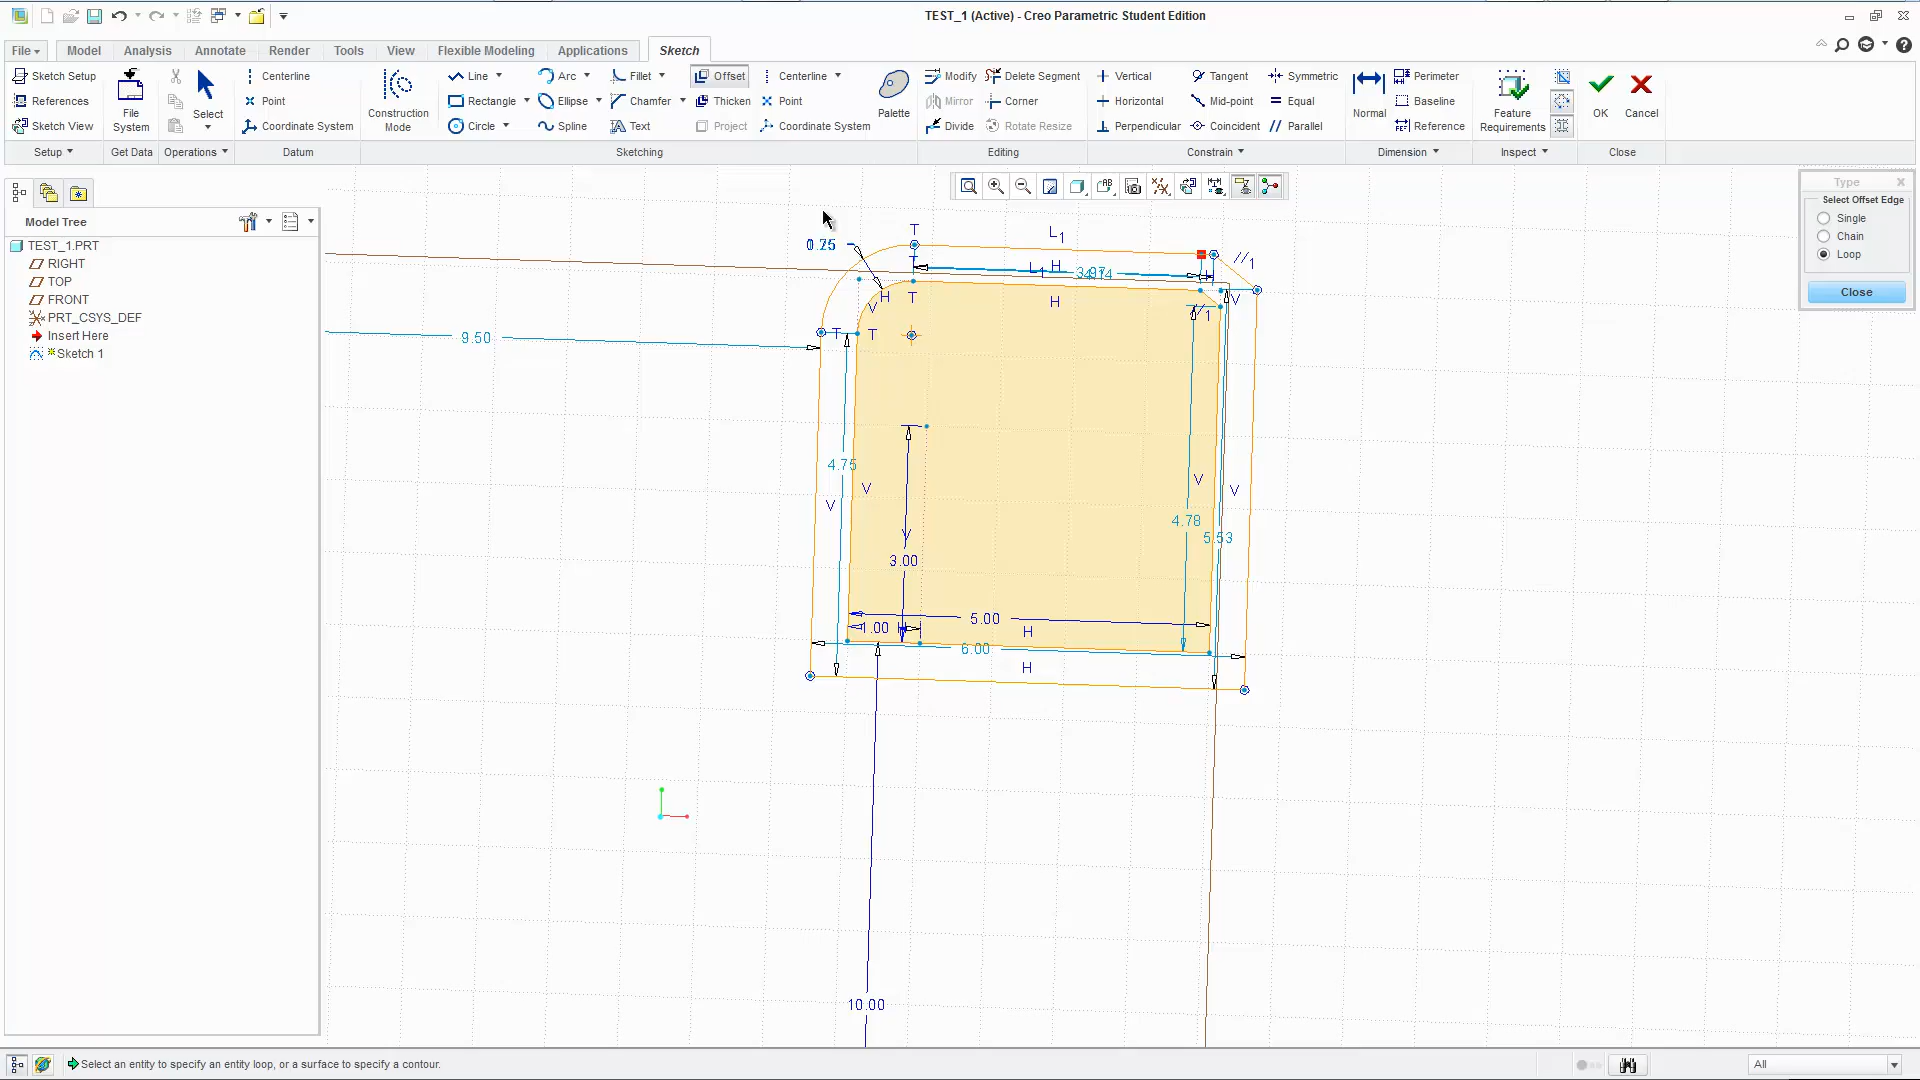 TEST_1 (Active) - Creo Parametric Student Edition
File Model Analysis Annotate Render Tools View Flexible Modeling Applications Sketch
Sketch Setup
References
Sketch View
Setup
File System
Get Data
Select
Operations
Centerline
Point
Coordinate System
Datum
Construction Mode
Line Arc Fillet Offset Centerline
Rectangle Ellipse Chamfer Thicken Point
Circle Spline Text Project Coordinate System
Palette
Sketching
Modify Delete Segment
Mirror Corner
Divide Rotate Resize
Editing
Vertical Tangent Symmetric
Horizontal Mid-point Equal
Perpendicular Coincident Parallel
Constrain
Normal
Perimeter
Baseline
Reference
Dimension
Feature Requirements
Inspect
OK
Cancel
Close
Model Tree
TEST_1.PRT
RIGHT
TOP
FRONT
PRT_CSYS_DEF
Insert Here
Sketch 1
Type
Select Offset Edge
Single
Chain
Loop
Close
T
L1
//1
H
H
T
V
H
T
V
//1
T
T
9.50
4.75
V
V
V
V
4.78
5.53
V
3.00
5.00
1.00
H
6.00
H
10.00
Select an entity to specify an entity loop, or a surface to specify a contour.
All